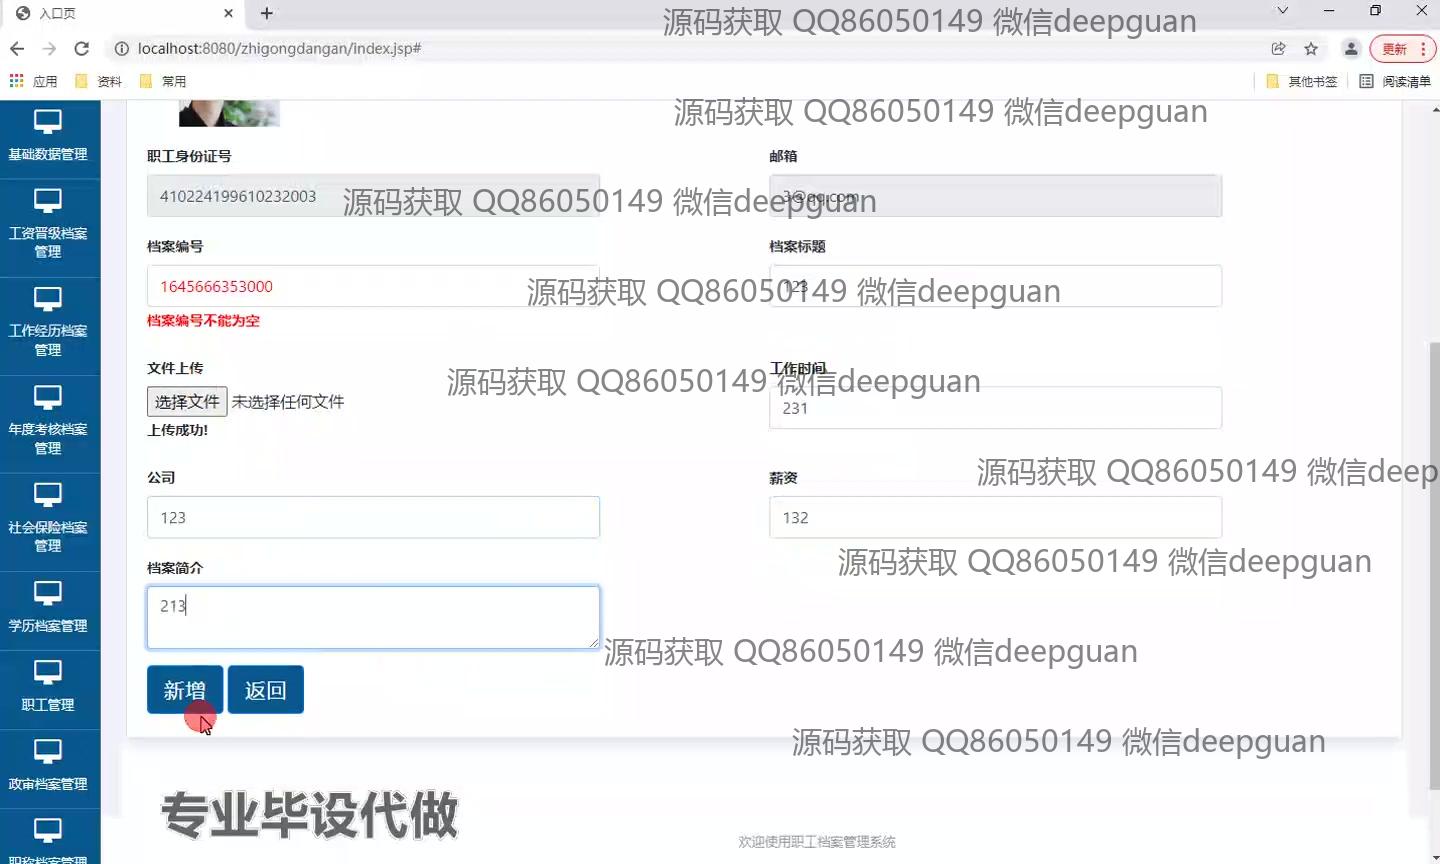 入口页
源码获取 QQ86050149 微信deepguan
localhost:8080/zhigongdangan/index.jsp#
更新
应用
资料
常用
其他书签
阅读清单
源码获取 QQ86050149 微信deepguan
基础数据管理
工资晋级档案
管理
工作经历档案
管理
年度考核档案
管理
社会保险档案
管理
学历档案管理
职工管理
政审档案管理
职称档案管理
职工身份证号
邮箱
410224199610232003
3@qq.com
源码获取 QQ86050149 微信deepguan
档案编号
档案标题
1645666353000
123
源码获取 QQ86050149 微信deepguan
档案编号不能为空
文件上传
工作时间
源码获取 QQ86050149 微信deepguan
选择文件 未选择任何文件
231
上传成功!
公司
薪资
源码获取 QQ86050149 微信deep
123
132
源码获取 QQ86050149 微信deepguan
档案简介
213
源码获取 QQ86050149 微信deepguan
新增
返回
源码获取 QQ86050149 微信deepguan
专业毕设代做
欢迎使用职工档案管理系统